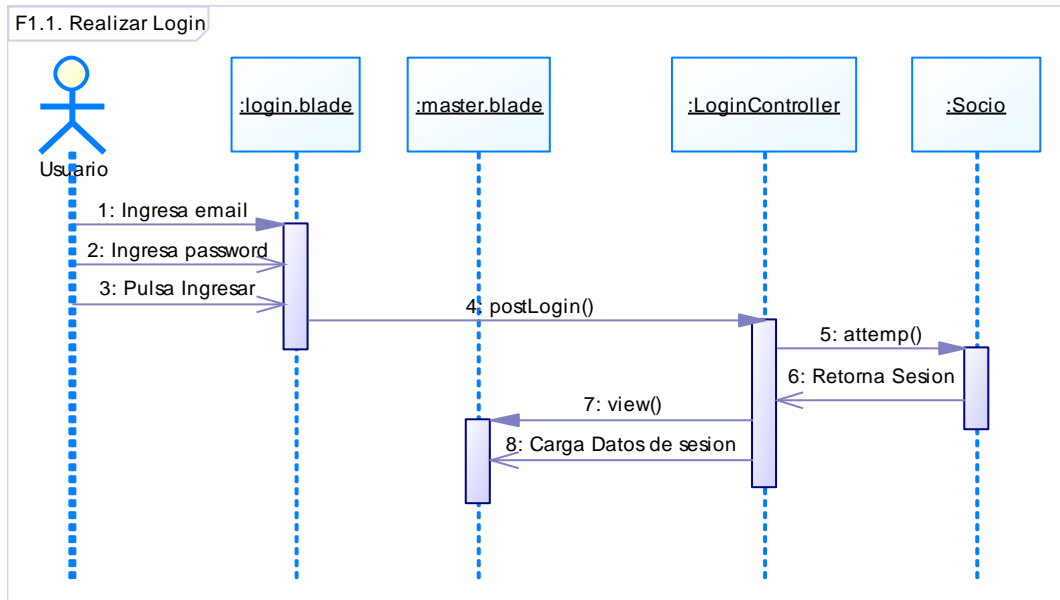 F1.1. Realizar Login
:login.blade
:master.blade
:LoginController
:Socio
Usuario
1: Ingresa email
2: Ingresa password
3: Pulsa Ingresar
4: postLogin()
5: attemp()
6: Retorna Sesion
7: view()
8: Carga Datos de sesion